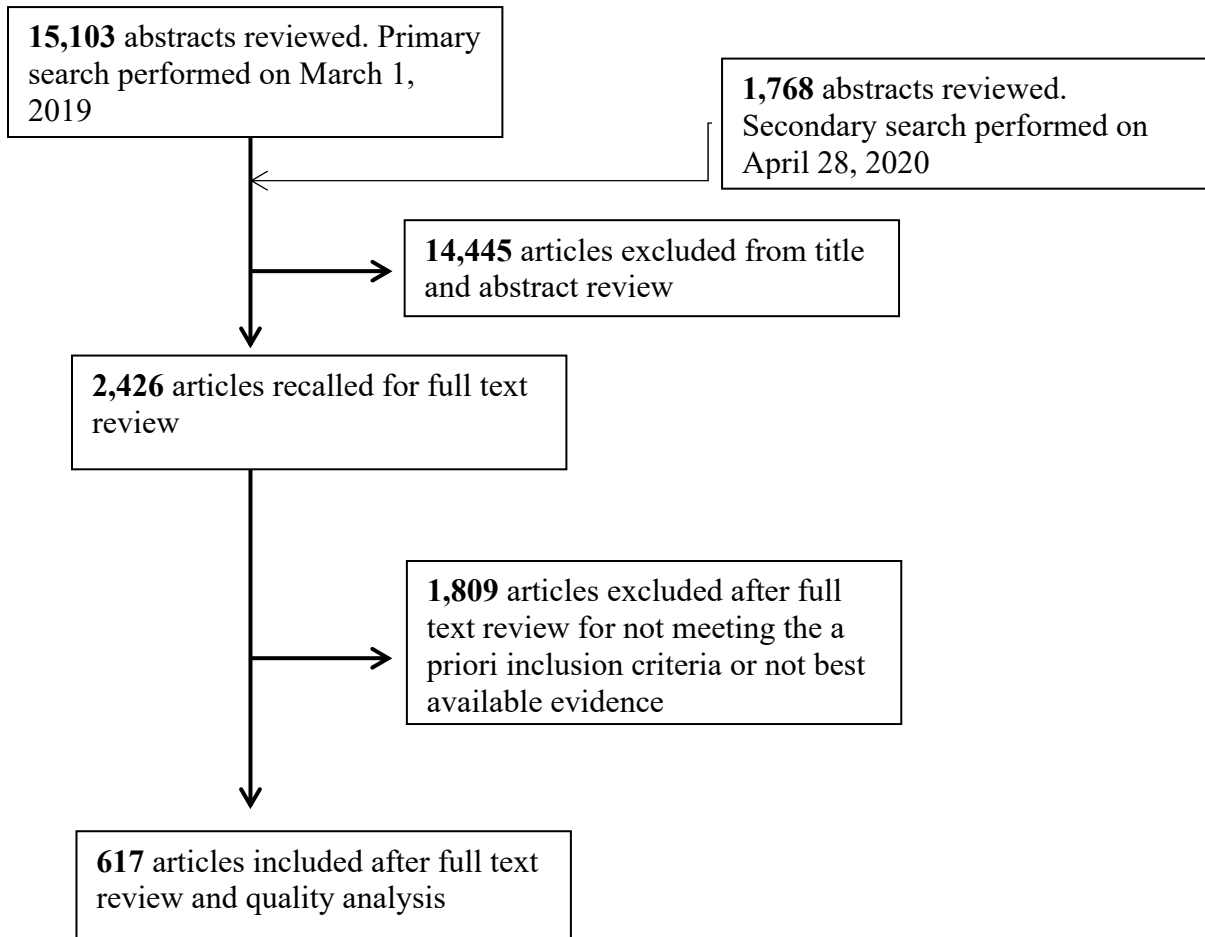 15,103 abstracts reviewed. Primary
search performed on March 1,
2019
1,768 abstracts reviewed.
Secondary search performed on
April 28, 2020
14,445 articles excluded from title
and abstract review
2,426 articles recalled for full text
review
1,809 articles excluded after full
text review for not meeting the a
priori inclusion criteria or not best
available evidence
617 articles included after full text
review and quality analysis